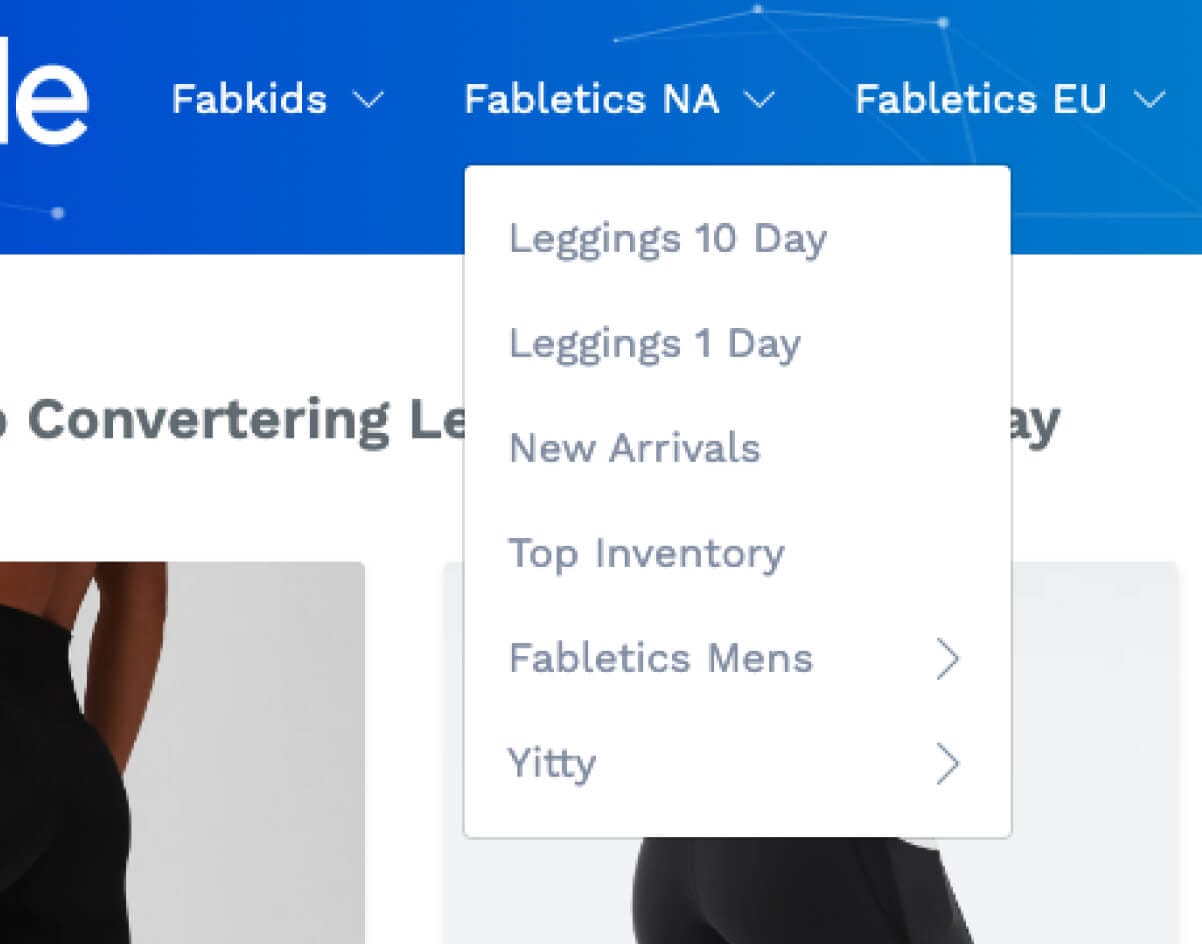 le
Fabkids
Fabletics NA
Fabletics EU
Leggings 10 Day
Leggings 1 Day
New Arrivals
Top Inventory
Fabletics Mens
Yitty
Convertering Le
ay